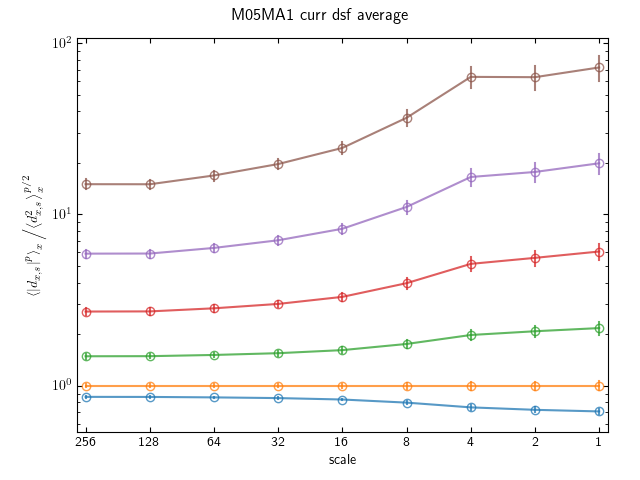 M05MA1 curr dsf average
⟨|d_{x,s}|^p⟩_x / ⟨d_{x,s}^2⟩_x^{p/2}
10^2
10^1
10^0
256 128 64 32 16 8 4 2 1
scale